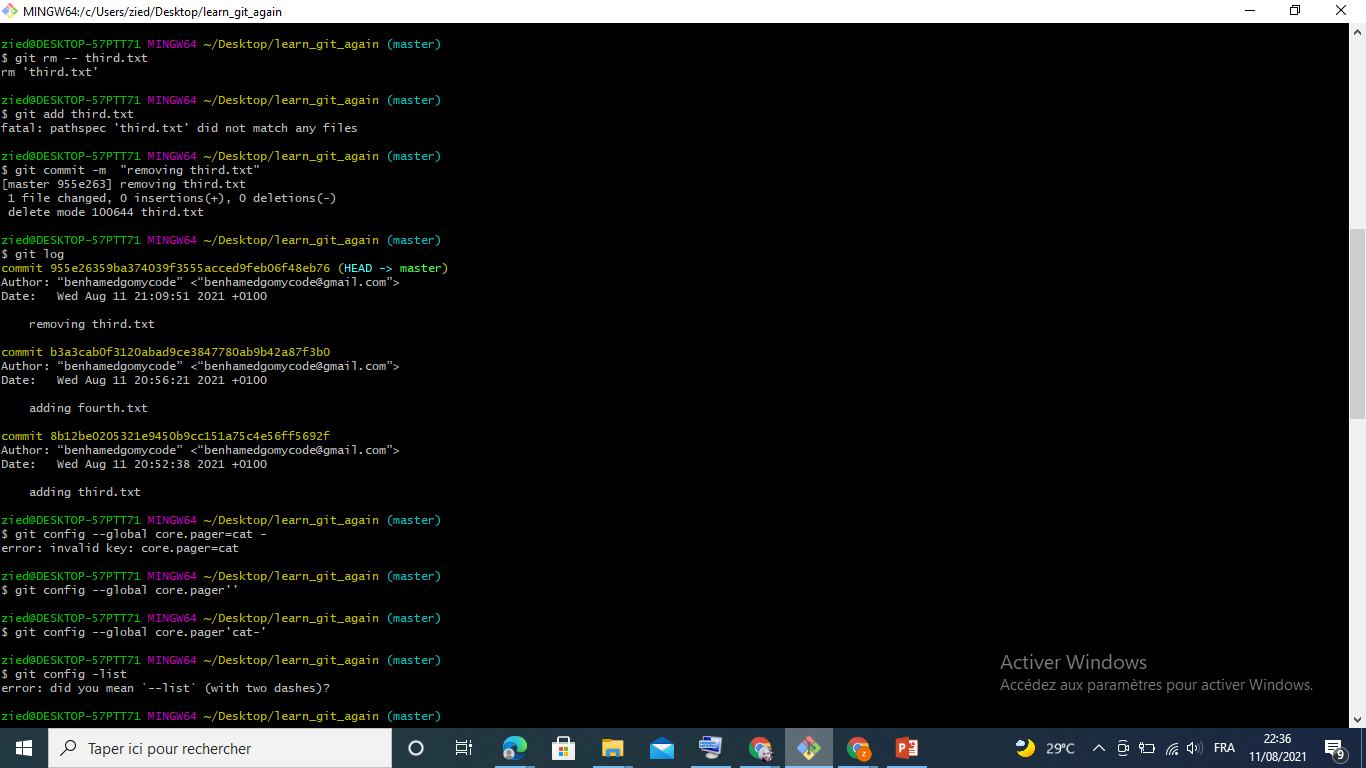 MINGW64:/c/Users/zied/Desktop/learn_git_again
zied@DESKTOP-57PTT71 MINGW64 ~/Desktop/learn_git_again (master)
$ git rm -- third.txt
rm 'third.txt'
zied@DESKTOP-57PTT71 MINGW64 ~/Desktop/learn_git_again (master)
$ git add third.txt
fatal: pathspec 'third.txt' did not match any files
zied@DESKTOP-57PTT71 MINGW64 ~/Desktop/learn_git_again (master)
$ git commit -m  "removing third.txt"
[master 955e263] removing third.txt
 1 file changed, 0 insertions(+), 0 deletions(-)
 delete mode 100644 third.txt
zied@DESKTOP-57PTT71 MINGW64 ~/Desktop/learn_git_again (master)
$ git log
commit 955e26359ba374039f3555acced9feb06f48eb76 (HEAD -> master)
Author: “benhamedgomycode” <“benhamedgomycode@gmail.com”>
Date:   Wed Aug 11 21:09:51 2021 +0100
    removing third.txt
commit b3a3cab0f3120abad9ce3847780ab9b42a87f3b0
Author: “benhamedgomycode” <“benhamedgomycode@gmail.com”>
Date:   Wed Aug 11 20:56:21 2021 +0100
    adding fourth.txt
commit 8b12be0205321e9450b9cc151a75c4e56ff5692f
Author: “benhamedgomycode” <“benhamedgomycode@gmail.com”>
Date:   Wed Aug 11 20:52:38 2021 +0100
    adding third.txt
zied@DESKTOP-57PTT71 MINGW64 ~/Desktop/learn_git_again (master)
$ git config --global core.pager=cat -
error: invalid key: core.pager=cat
zied@DESKTOP-57PTT71 MINGW64 ~/Desktop/learn_git_again (master)
$ git config --global core.pager''
zied@DESKTOP-57PTT71 MINGW64 ~/Desktop/learn_git_again (master)
$ git config --global core.pager'cat-'
zied@DESKTOP-57PTT71 MINGW64 ~/Desktop/learn_git_again (master)
$ git config -list
error: did you mean `--list` (with two dashes)?
zied@DESKTOP-57PTT71 MINGW64 ~/Desktop/learn_git_again (master)
Activer Windows
Accédez aux paramètres pour activer Windows.
Taper ici pour rechercher
29°C
FRA
22:36
11/08/2021
9